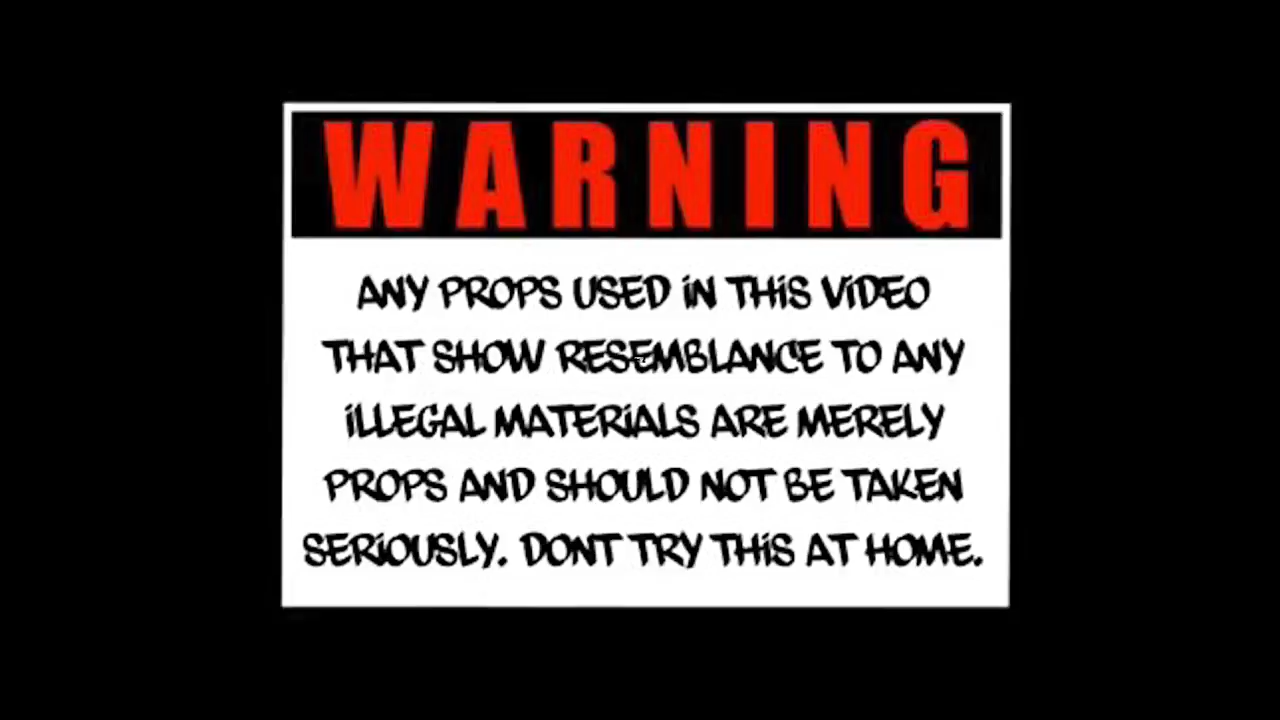 WARNING
ANY PROPS USED IN THIS VIDEO
THAT SHOW RESEMBLANCE TO ANY
ILLEGAL MATERIALS ARE MERELY
PROPS AND SHOULD NOT BE TAKEN
SERIOUSLY. DONT TRY THIS AT HOME.